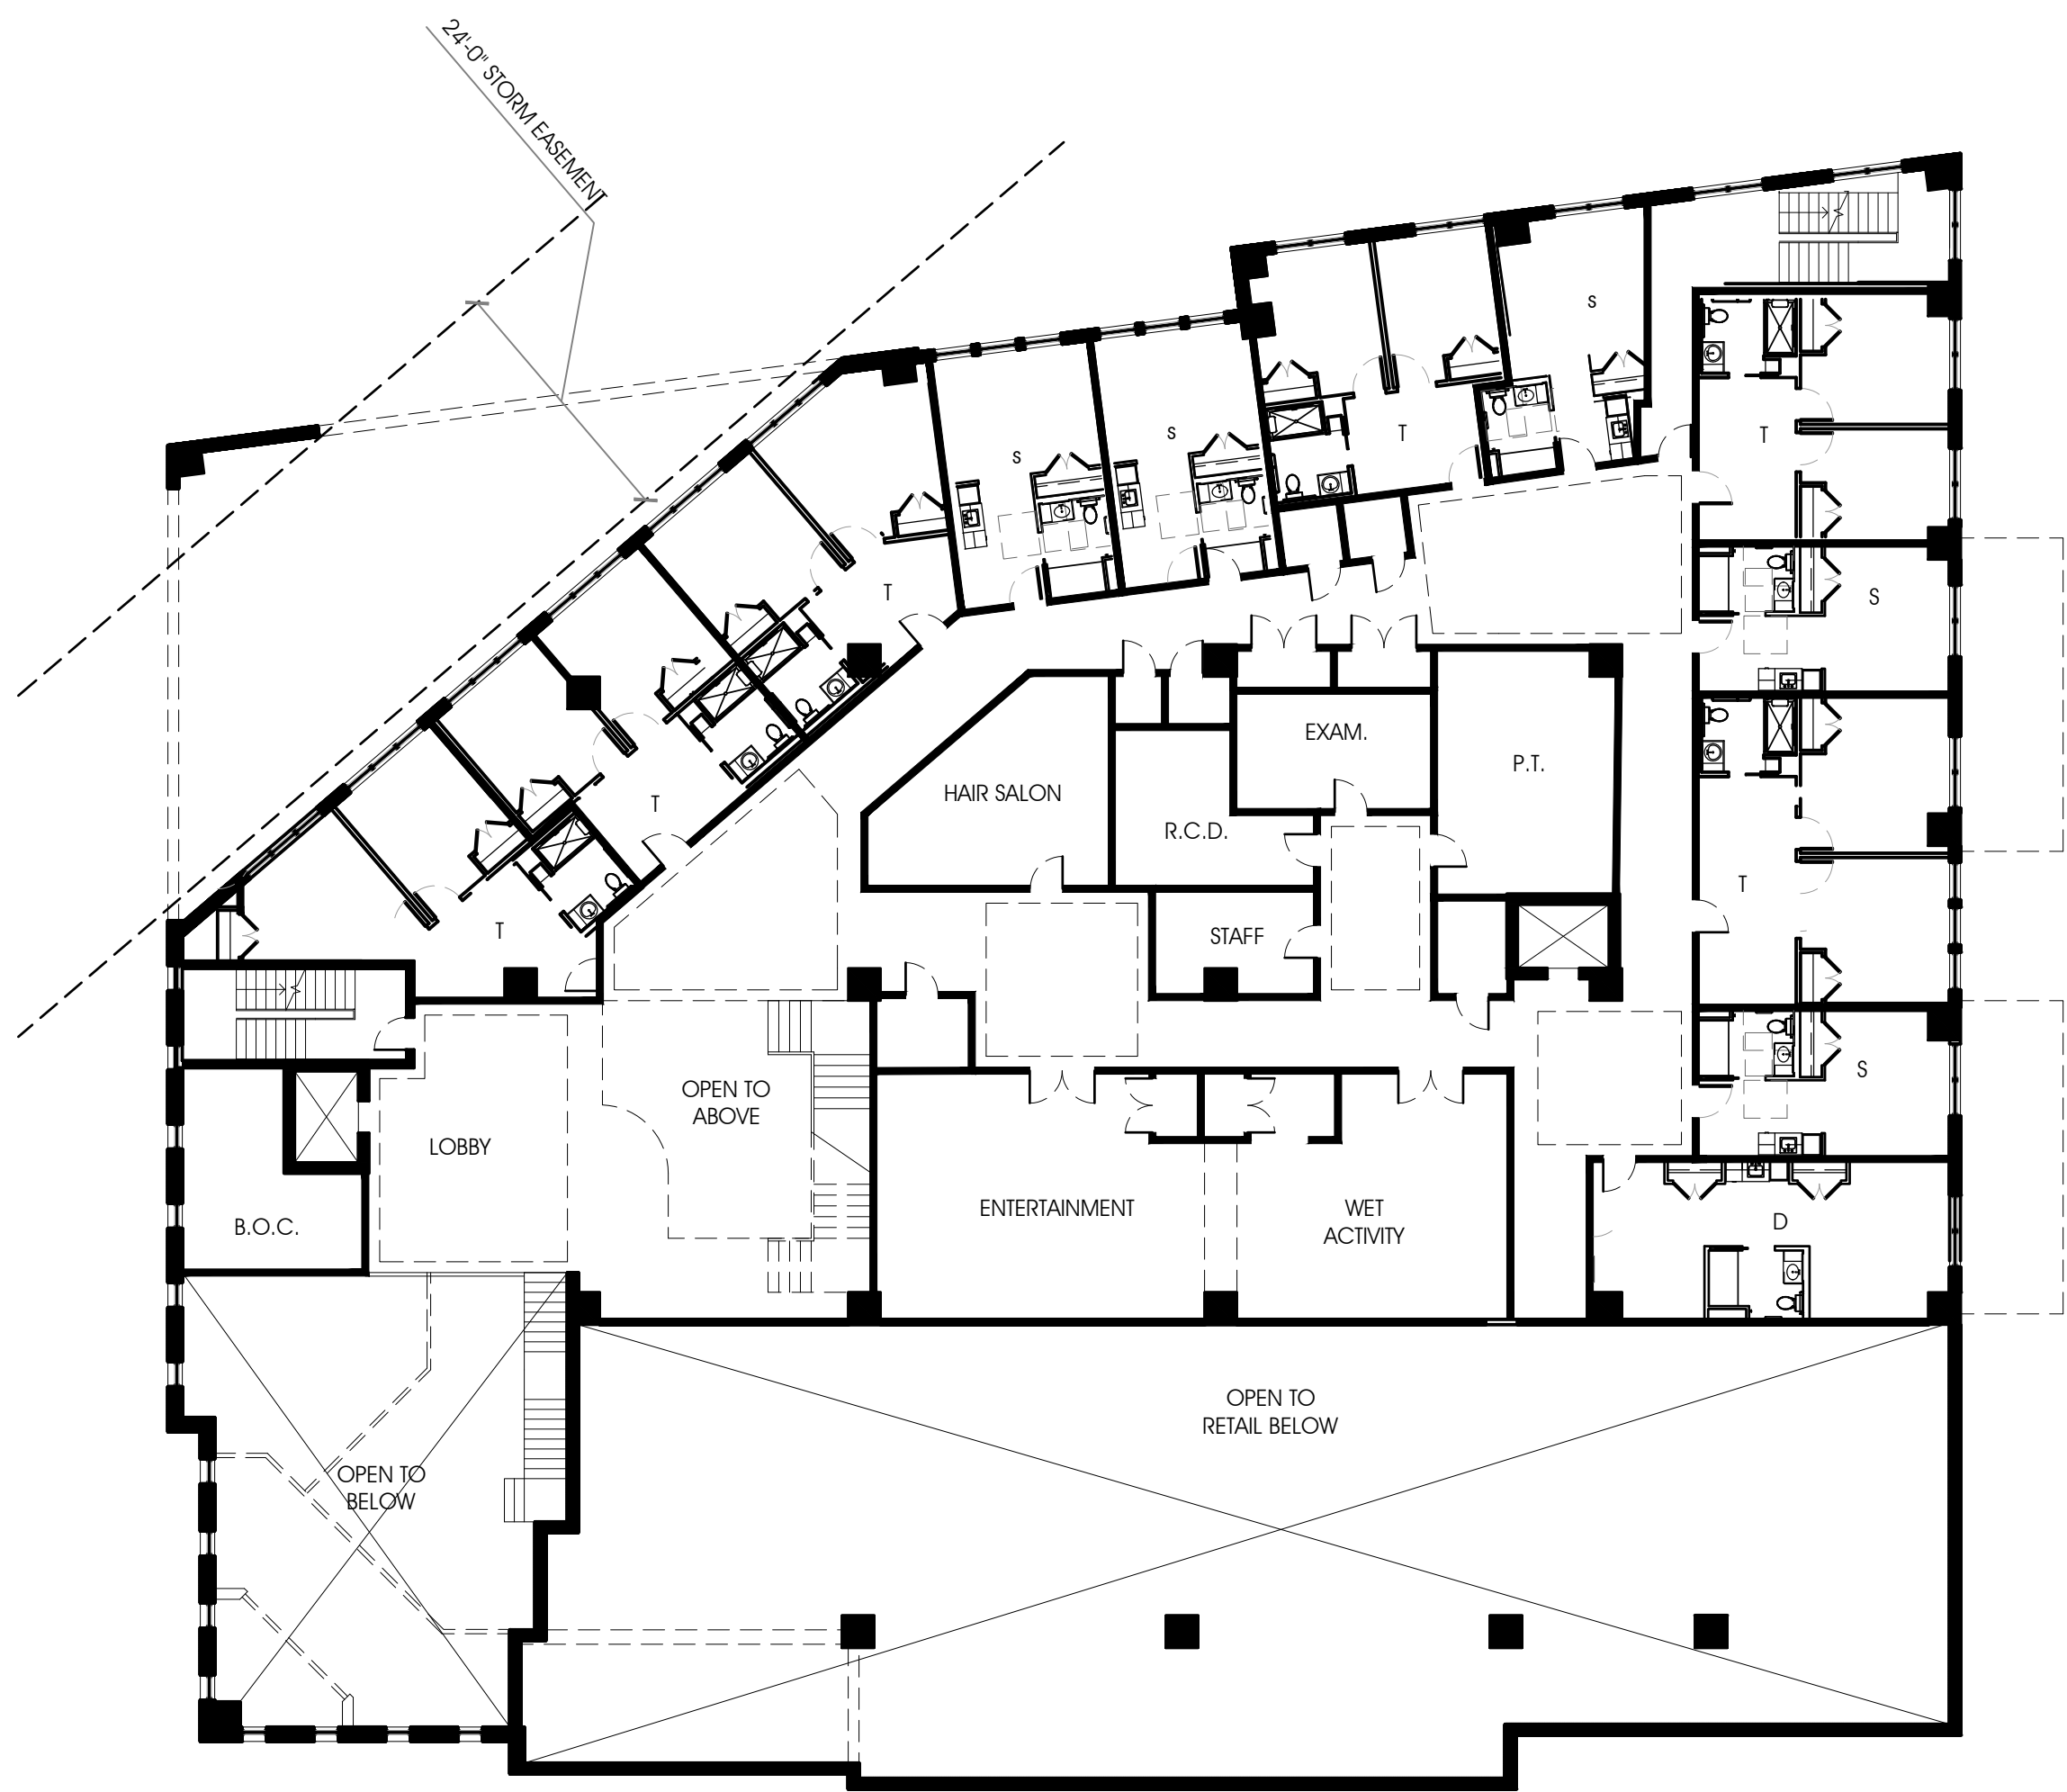 24'-0" STORM EASEMENT
s
s
s
T
T
T
S
T
EXAM.
P.T.
HAIR SALON
R.C.D.
T
T
T
STAFF
S
OPEN TO
ABOVE
LOBBY
B.O.C.
ENTERTAINMENT
WET
ACTIVITY
D
OPEN TO
RETAIL BELOW
OPEN TO
BELOW